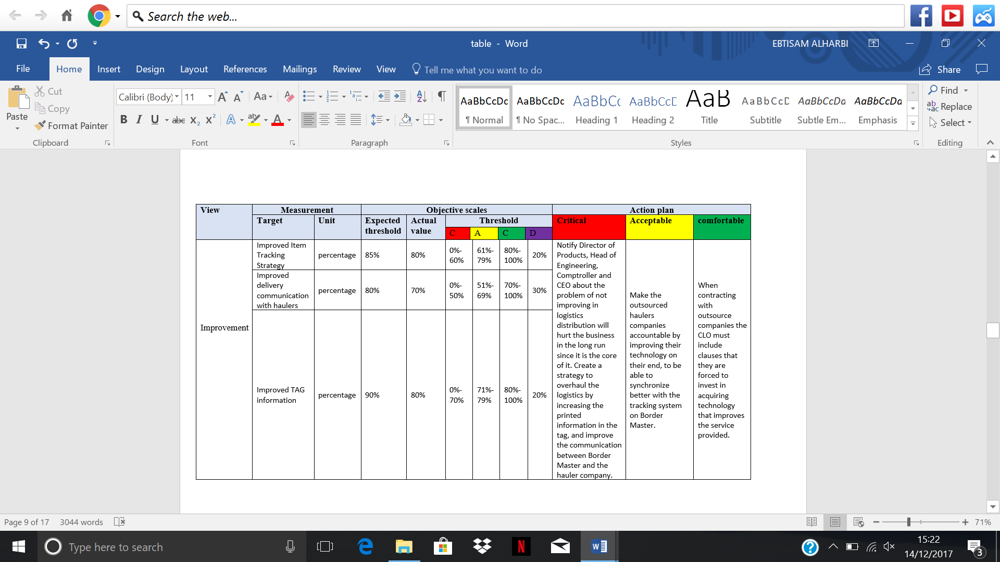 Search the web...
table - Word
EBTISAM ALHARBI
File Home Insert Design Layout References Mailings Review View Tell me what you want to do Share
Paste
Cut
Copy
Format Painter
Clipboard
Calibri (Body) 11
Font
Paragraph
AaBbCcDc AaBbCcDc AaBbCc AaBbCcD AaB AaBbCcD AaBbCcDa AaBbCcDa
¶ Normal ¶ No Spac... Heading 1 Heading 2 Title Subtitle Subtle Em... Emphasis
Styles
Find
Replace
Select
Editing
View Measurement Objective scales Action plan
Target Unit Expected threshold Actual value Threshold Critical Acceptable comfortable
C A C D
Improvement
Improved Item
Tracking
Strategy
percentage 85% 80% 0%-60% 61%-79% 80%-100% 20%
Improved
delivery
communication
with haulers
percentage 80% 70% 0%-50% 51%-69% 70%-100% 30%
Improved TAG
information
percentage 90% 80% 0%-70% 71%-79% 80%-100% 20%
Notify Director of
Products, Head of
Engineering,
Comptroller and
CEO about the
problem of not
improving in
logistics
distribution will
hurt the business
in the long run
since it is the core
of it. Create a
strategy to
overhaul the
logistics by
increasing the
printed
information in the
tag, and improve
the communication
between Border
Master and the
hauler company.
Make the
outsourced
haulers
companies
accountable by
improving their
technology on
their end, to be
able to
synchronize
better with the
tracking system
on Border
Master.
When
contracting
with
outsource
companies the
CLO must
include
clauses that
they are
forced to
invest in
acquiring
technology
that improves
the service
provided.
Page 9 of 17 3044 words
71%
Type here to search
15:22
14/12/2017
3